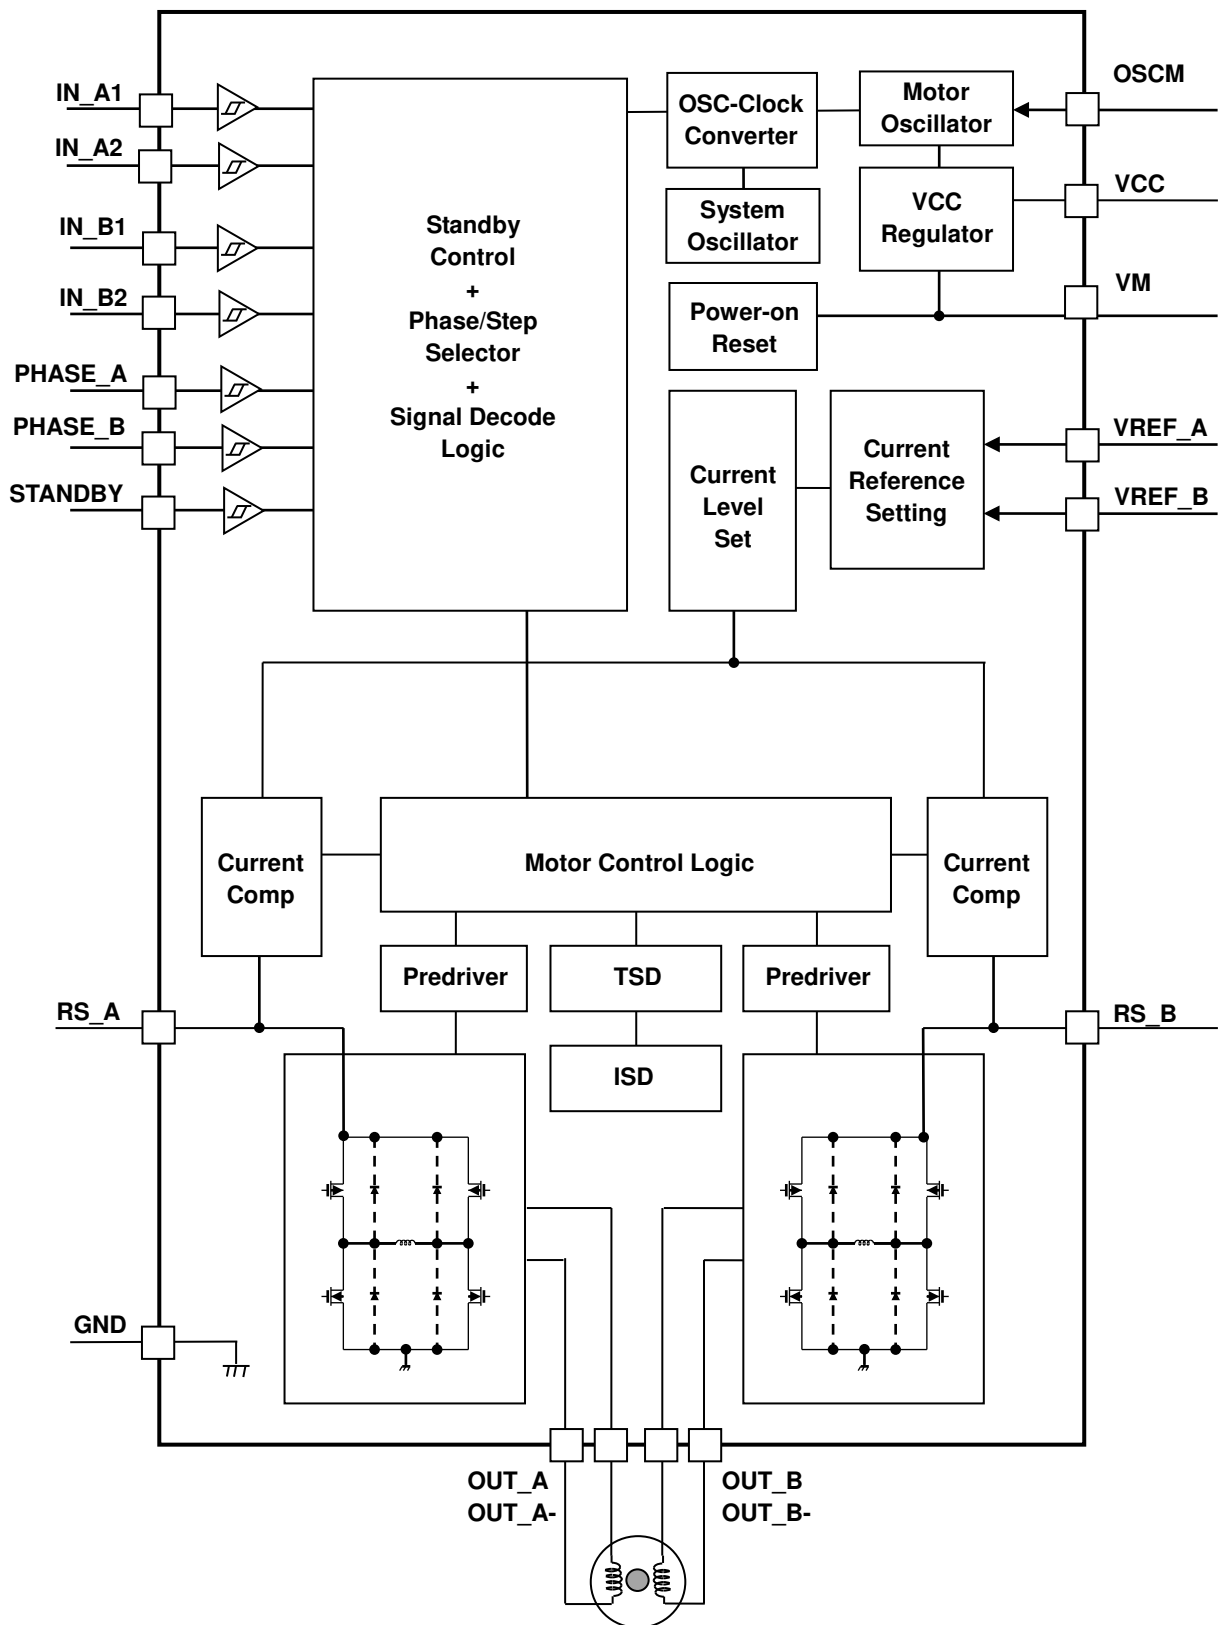 IN_A1
IN_A2
IN_B1
IN_B2
PHASE_A
PHASE_B
STANDBY
Standby
Control
+
Phase/Step
Selector
+
Signal Decode
Logic
OSC-Clock
Converter
Motor
Oscillator
OSCM
System
Oscillator
VCC
Regulator
VCC
VM
Power-on
Reset
Current
Level
Set
Current
Reference
Setting
VREF_A
VREF_B
Current
Comp
Motor Control Logic
Current
Comp
Predriver
TSD
Predriver
ISD
RS_A
RS_B
GND
OUT_A
OUT_A-
OUT_B
OUT_B-